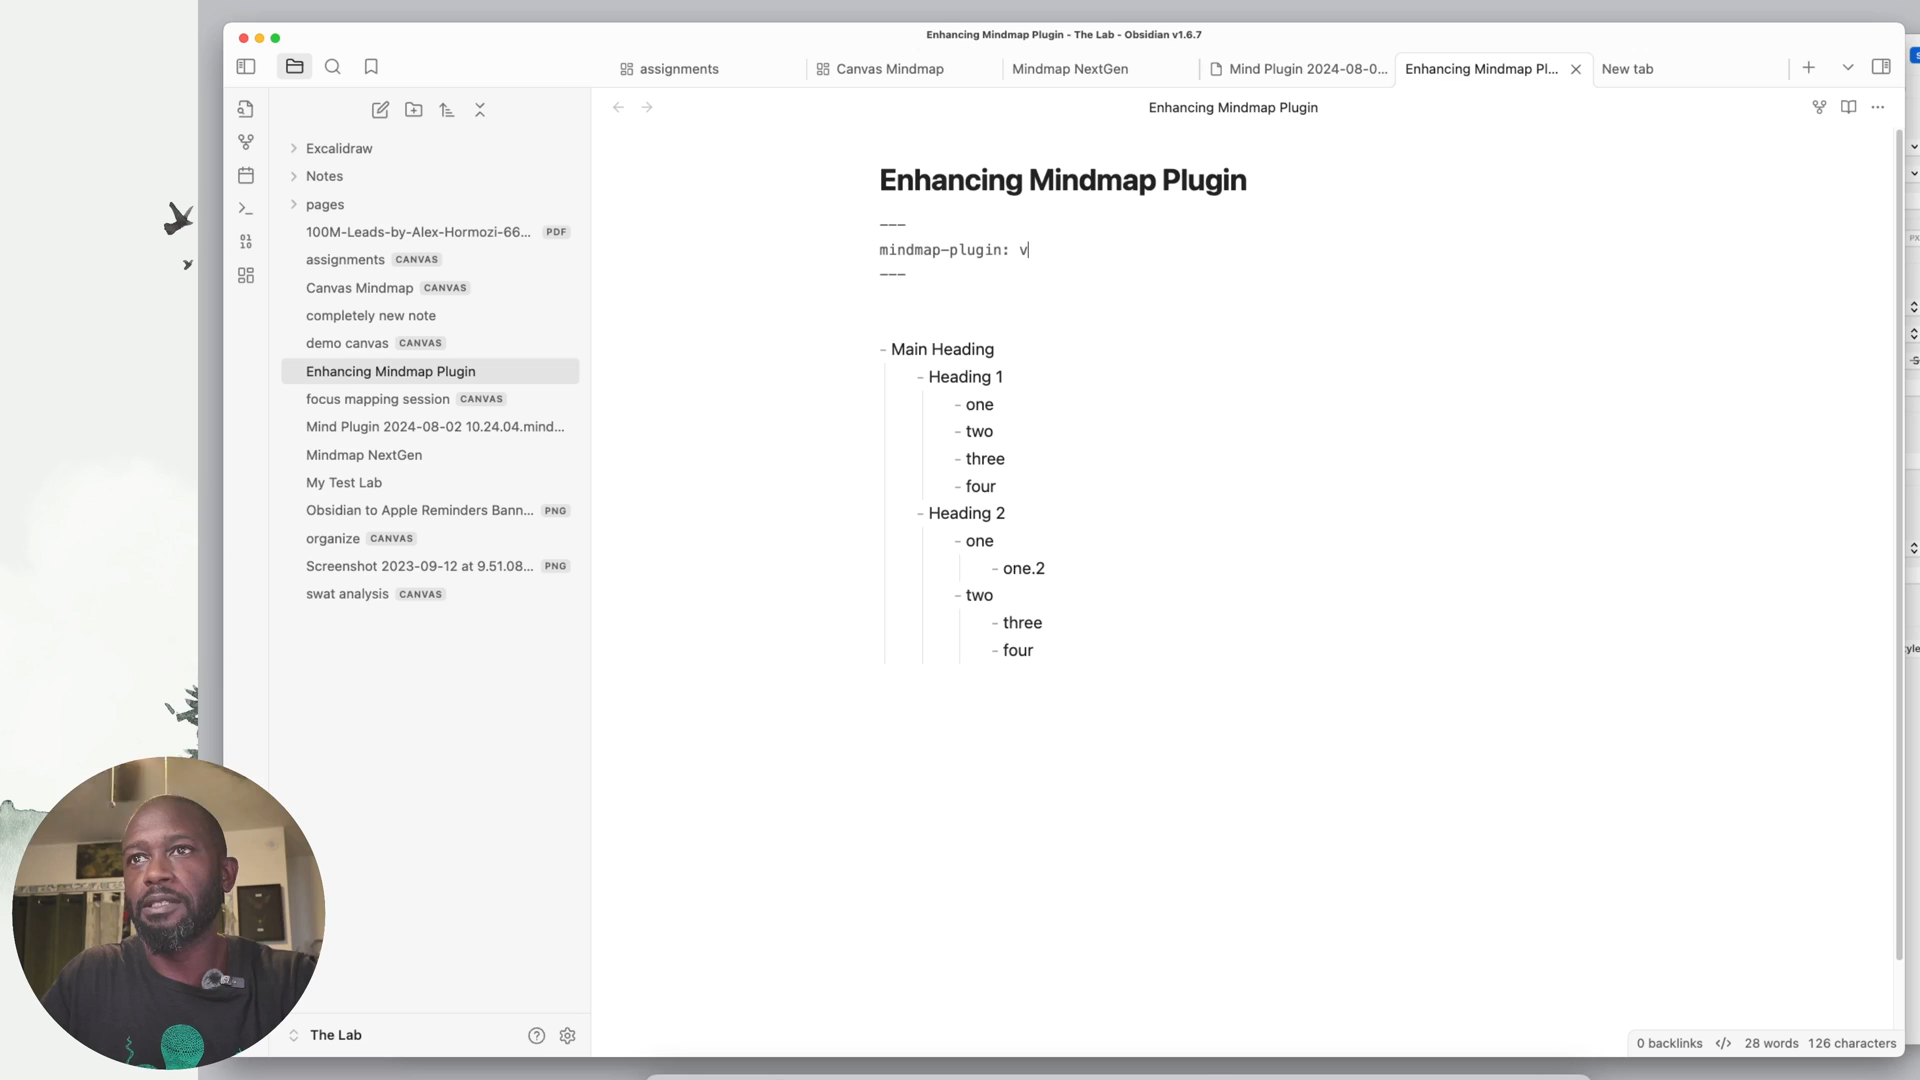 Enhancing Mindmap Plugin - The Lab - Obsidian v1.6.7
assignments
Canvas Mindmap
Mindmap NextGen
Mind Plugin 2024-08-0...
Enhancing Mindmap Pl...
New tab
Enhancing Mindmap Plugin
Excalidraw
Notes
pages
100M-Leads-by-Alex-Hormozi-66... PDF
assignments CANVAS
Canvas Mindmap CANVAS
completely new note
demo canvas CANVAS
Enhancing Mindmap Plugin
focus mapping session CANVAS
Mind Plugin 2024-08-02 10.24.04.mind...
Mindmap NextGen
My Test Lab
Obsidian to Apple Reminders Bann... PNG
organize CANVAS
Screenshot 2023-09-12 at 9.51.08... PNG
swat analysis CANVAS
The Lab
Enhancing Mindmap Plugin
---
mindmap-plugin: v
---
- Main Heading
- Heading 1
- one
- two
- three
- four
- Heading 2
- one
- one.2
- two
- three
- four
0 backlinks </> 28 words 126 characters